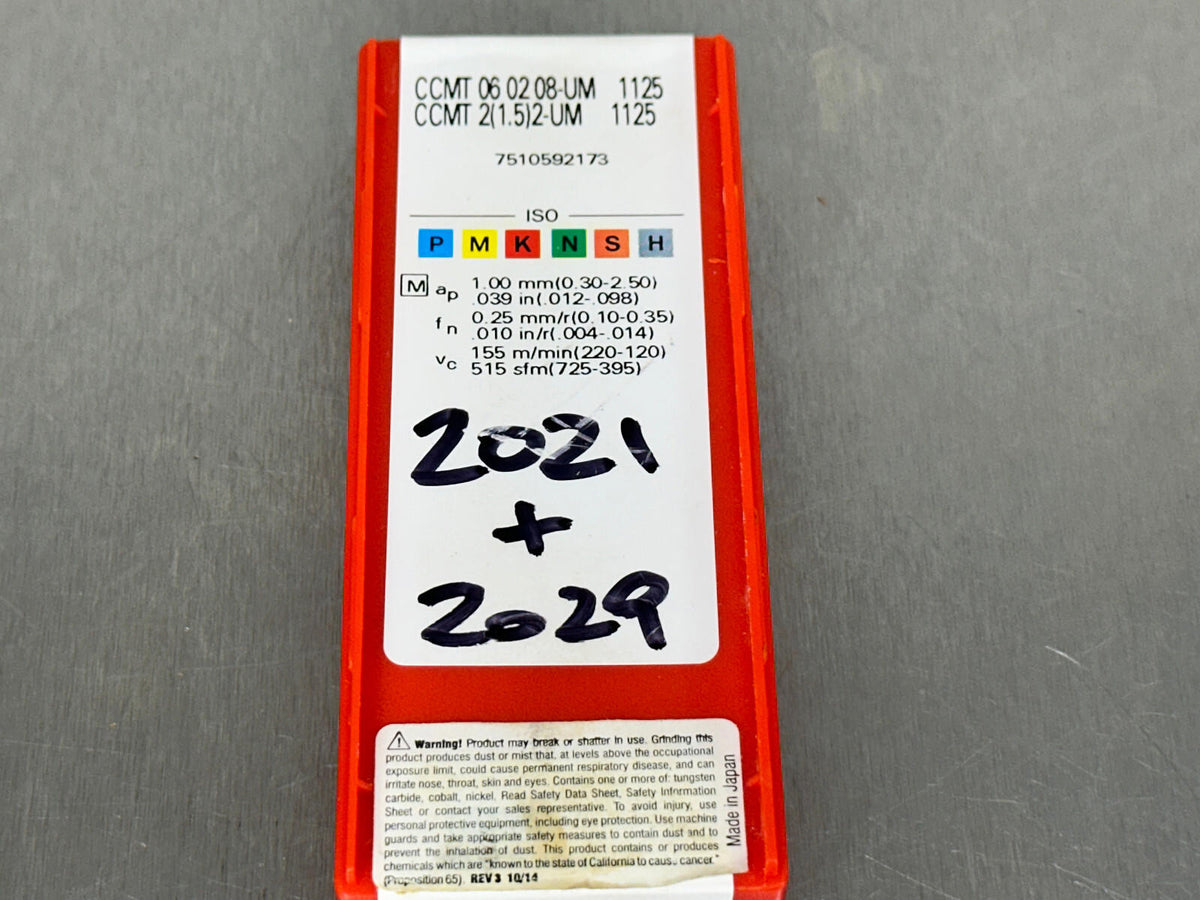 CCMT 06 02 08-UM 1125
CCMT 2(1.5)2-UM 1125
7510592173
ISO
P M K N S H
M ap 1.00 mm(0.30-2.50)
.039 in(.012-.098)
fn 0.25 mm/r(0.10-0.35)
.010 in/r(.004-.014)
vc 155 m/min(220-120)
515 sfm(725-395)
2021
+
2029
Warning! Product may break or shatter in use. Grinding this
product produces dust or mist that, at levels above the occupational
exposure limit, could cause permanent respiratory disease, and can
irritate nose, throat, skin and eyes. Contains one or more of: tungsten
carbide, cobalt, nickel. Read Safety Data Sheet, Safety Information
Sheet or contact your sales representative. To avoid injury, use
personal protective equipment, including eye protection. Use machine
guards and take appropriate safety measures to contain dust and to
prevent the inhalation of dust. This product contains or produces
chemicals which are "known to the state of California to cause cancer."
(Proposition 65). REV 3 10/14
Made in Japan